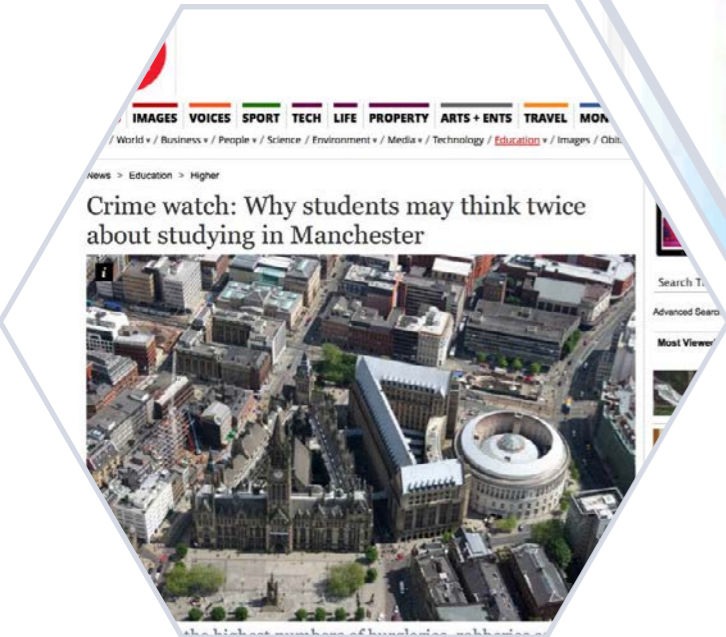 IMAGES VOICES SPORT TECH LIFE PROPERTY ARTS + ENTS TRAVEL MON
/ World / Business / People / Science / Environment / Media / Technology / Education / Images / Obit
News > Education > Higher
Crime watch: Why students may think twice
about studying in Manchester
i
Search T
Advanced Search
Most Viewed
the highest numbers of burglaries, robberies